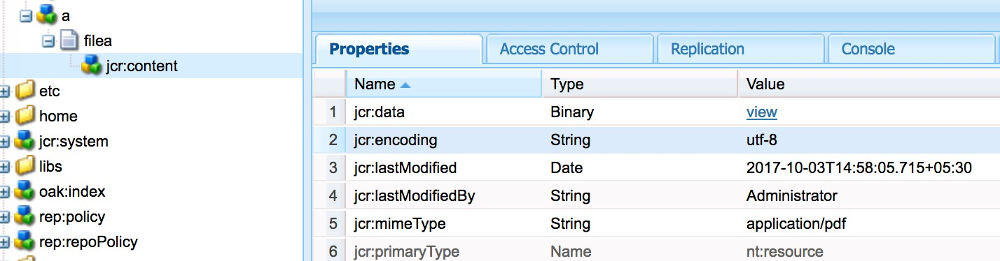 a
filea
jcr:content
etc
home
jcr:system
libs
oak:index
rep:policy
rep:repoPolicy
Properties Access Control Replication Console
Name Type Value
1 jcr:data Binary view
2 jcr:encoding String utf-8
3 jcr:lastModified Date 2017-10-03T14:58:05.715+05:30
4 jcr:lastModifiedBy String Administrator
5 jcr:mimeType String application/pdf
6 jcr:primaryType Name nt:resource